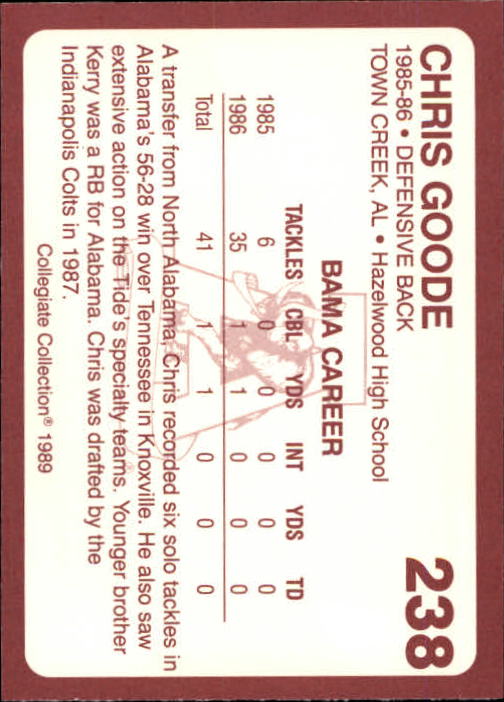 CHRIS GOODE 238
1985-86 • DEFENSIVE BACK
TOWN CREEK, AL • Hazelwood High School
BAMA CAREER
TACKLES CBL YDS INT YDS TD
1985 6 0 0 0 0 0
1986 35 1 1 0 0 0
Total 41 1 1 0 0 0
A transfer from North Alabama, Chris recorded six solo tackles in
Alabama's 56-28 win over Tennessee in Knoxville. He also saw
extensive action on the Tide's specialty teams. Younger brother
Kerry was a RB for Alabama. Chris was drafted by the
Indianapolis Colts in 1987.
Collegiate Collection® 1989